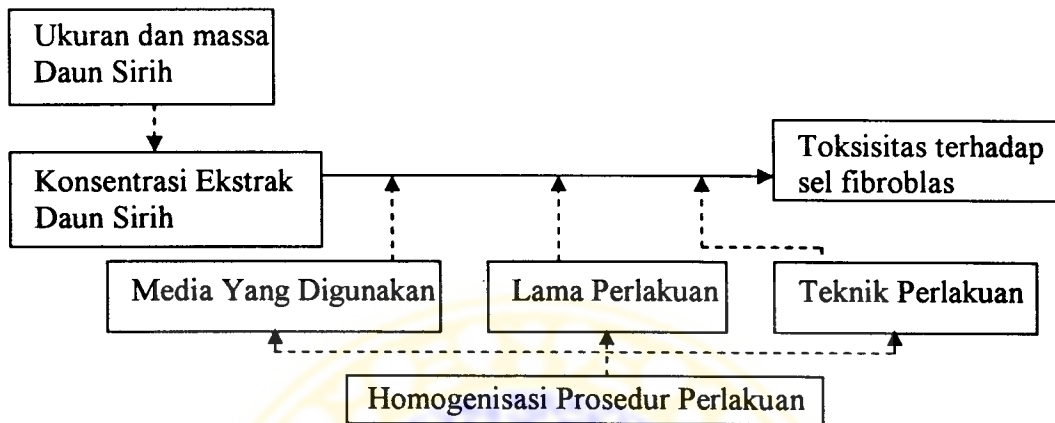 Ukuran dan massa
Daun Sirih
Konsentrasi Ekstrak
Daun Sirih
Toksisitas terhadap
sel fibroblas
Media Yang Digunakan
Lama Perlakuan
Teknik Perlakuan
Homogenisasi Prosedur Perlakuan